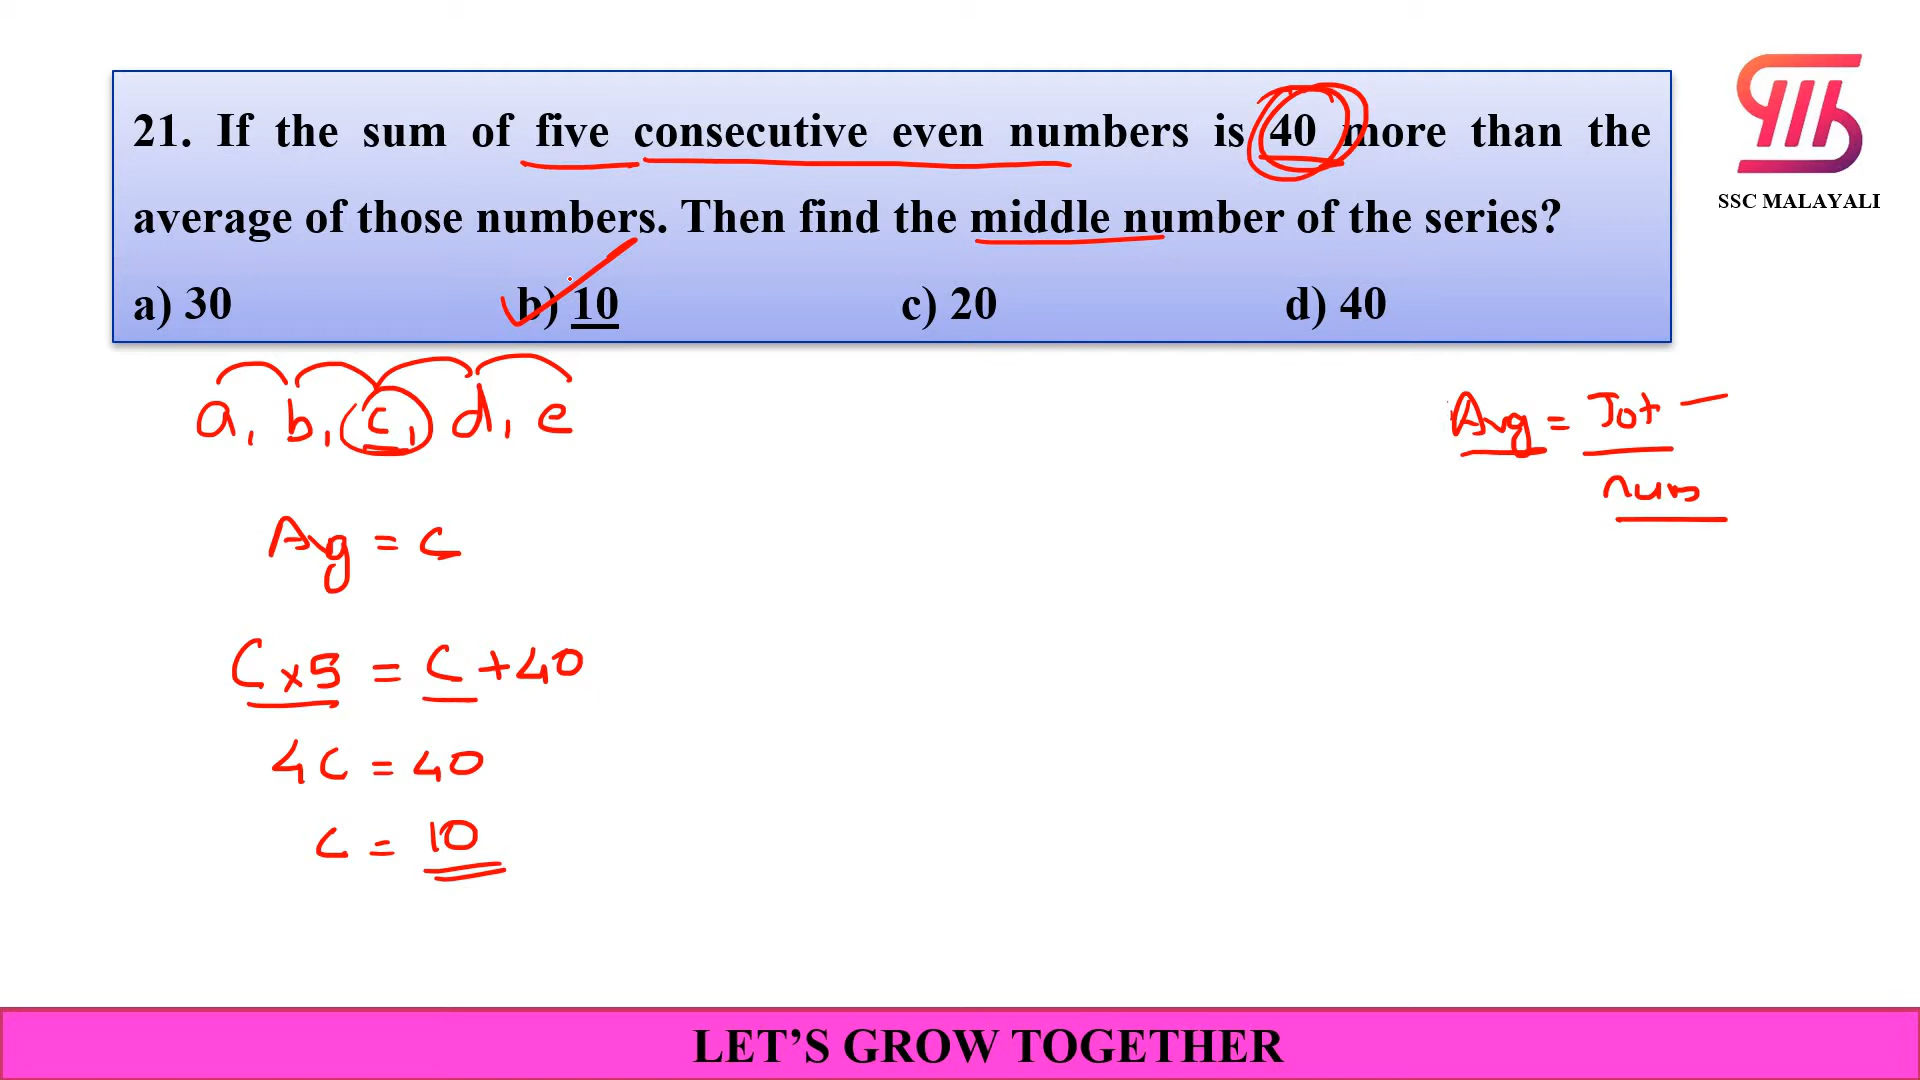 21. If the sum of five consecutive even numbers is 40 more than the
average of those numbers. Then find the middle number of the series?
a) 30 b) 10 c) 20 d) 40
SSC MALAYALI
a, b, c, d, e
Avg = Tot
num
Avg = c
C×5 = C+40
4C = 40
C = 10
LET’S GROW TOGETHER